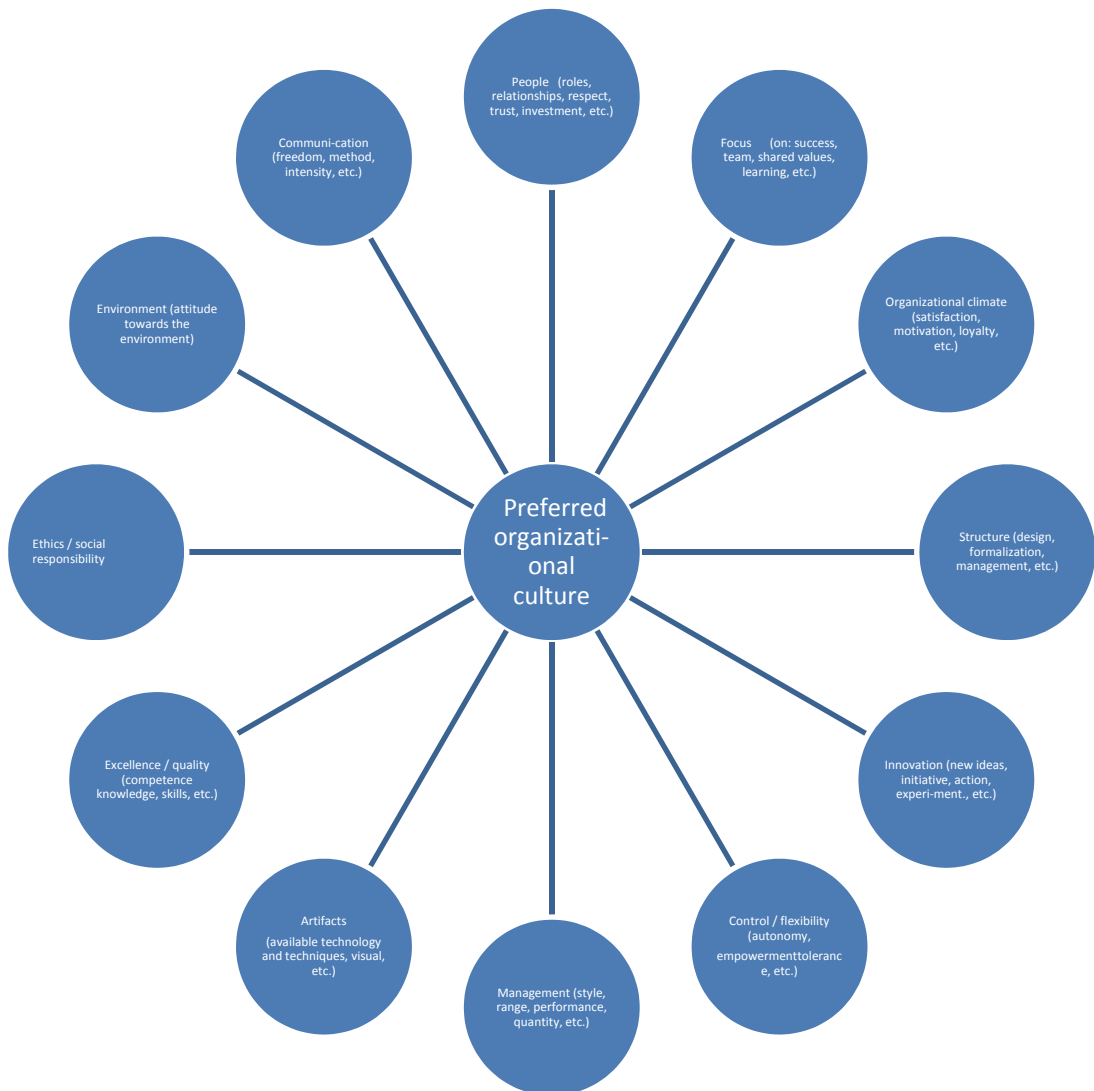 People (roles,
relationships, respect,
trust, investment, etc.)
Focus (on: success,
team, shared values,
learning, etc.)
Organizational climate
(satisfaction,
motivation, loyalty,
etc.)
Structure (design,
formalization,
management, etc.)
Innovation (new ideas,
initiative, action,
experi-ment., etc.)
Control / flexibility
(autonomy,
empowermenttoleranc
e, etc.)
Management (style,
range, performance,
quantity, etc.)
Artifacts
(available technology
and techniques, visual,
etc.)
Excellence / quality
(competence
knowledge, skills, etc.)
Ethics / social
responsibility
Environment (attitude
towards the
environment)
Communi-cation
(freedom, method,
intensity, etc.)
Preferred
organizati-
onal
culture